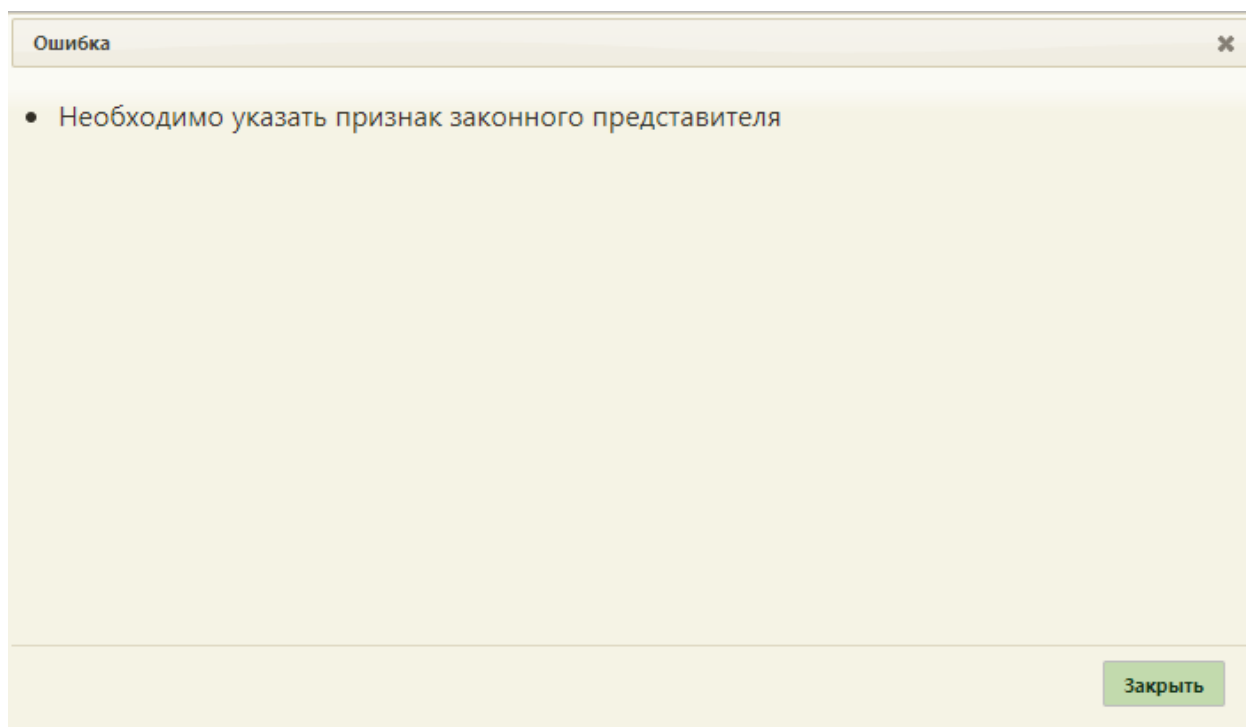 Ошибка
Необходимо указать признак законного представителя
Закрыть